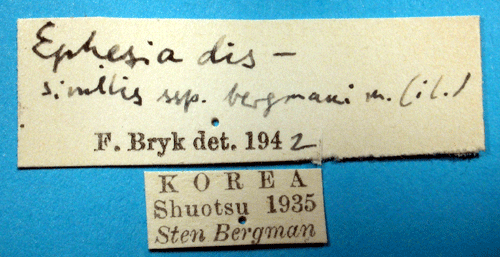 Ephesia dis-
similis ssp. bergmani m. (i.l.)
F. Bryk det. 1942
KOREA
Shuotsu 1935
Sten Bergman